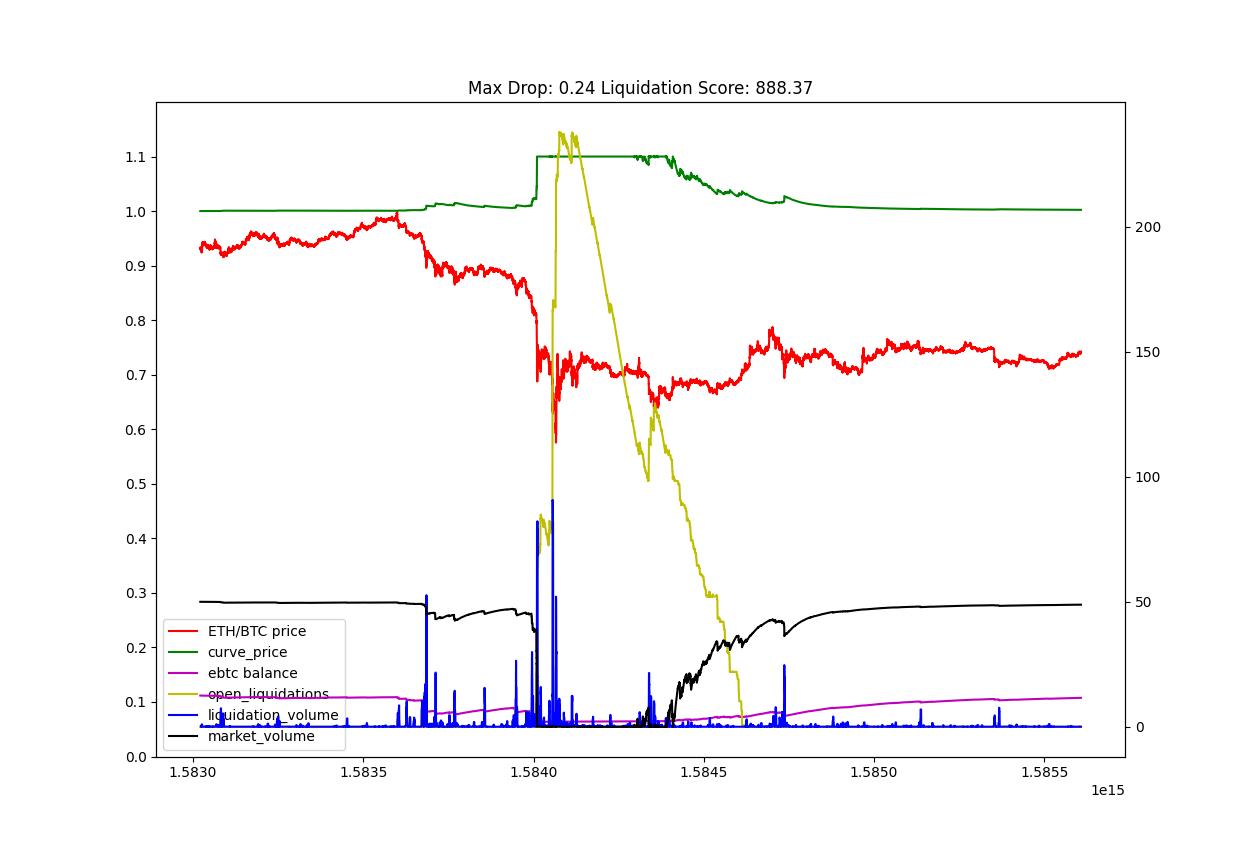 Max Drop: 0.24 Liquidation Score: 888.37
1.1
1.0
0.9
0.8
0.7
0.6
0.5
0.4
0.3
0.2
0.1
0.0
200
150
100
50
0
ETH/BTC price
curve_price
ebtc balance
open_liquidations
liquidation_volume
market_volume
1.5830 1.5835 1.5840 1.5845 1.5850 1.5855
1e15